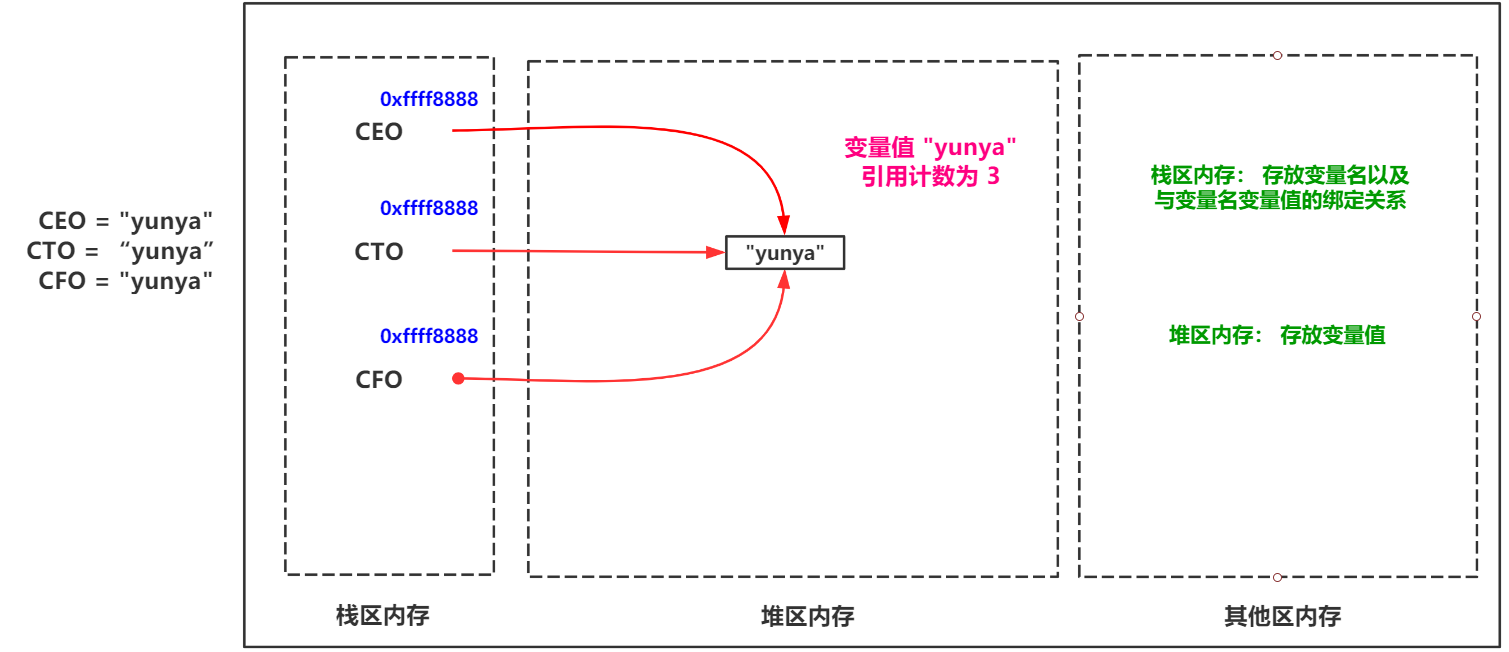 CEO = "yunya"
CTO = “yunya”
CFO = "yunya"
0xffff8888
CEO
0xffff8888
CTO
0xffff8888
CFO
栈区内存
变量值 "yunya"
引用计数为 3
"yunya"
堆区内存
栈区内存： 存放变量名以及
与变量名变量值的绑定关系
堆区内存： 存放变量值
其他区内存